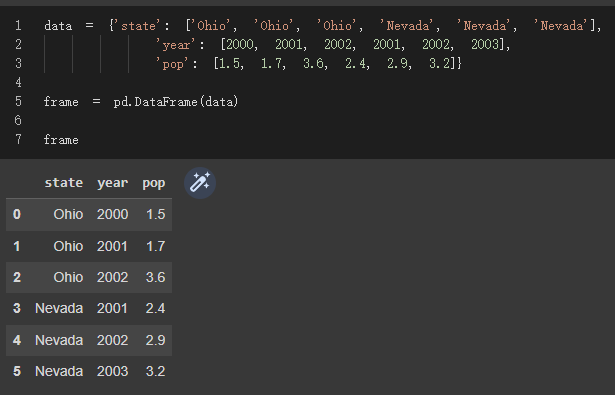 1 data = {'state': ['Ohio', 'Ohio', 'Ohio', 'Nevada', 'Nevada', 'Nevada'],
2 'year': [2000, 2001, 2002, 2001, 2002, 2003],
3 'pop': [1.5, 1.7, 3.6, 2.4, 2.9, 3.2]}
4
5 frame = pd.DataFrame(data)
6
7 frame
state year pop
0 Ohio 2000 1.5
1 Ohio 2001 1.7
2 Ohio 2002 3.6
3 Nevada 2001 2.4
4 Nevada 2002 2.9
5 Nevada 2003 3.2